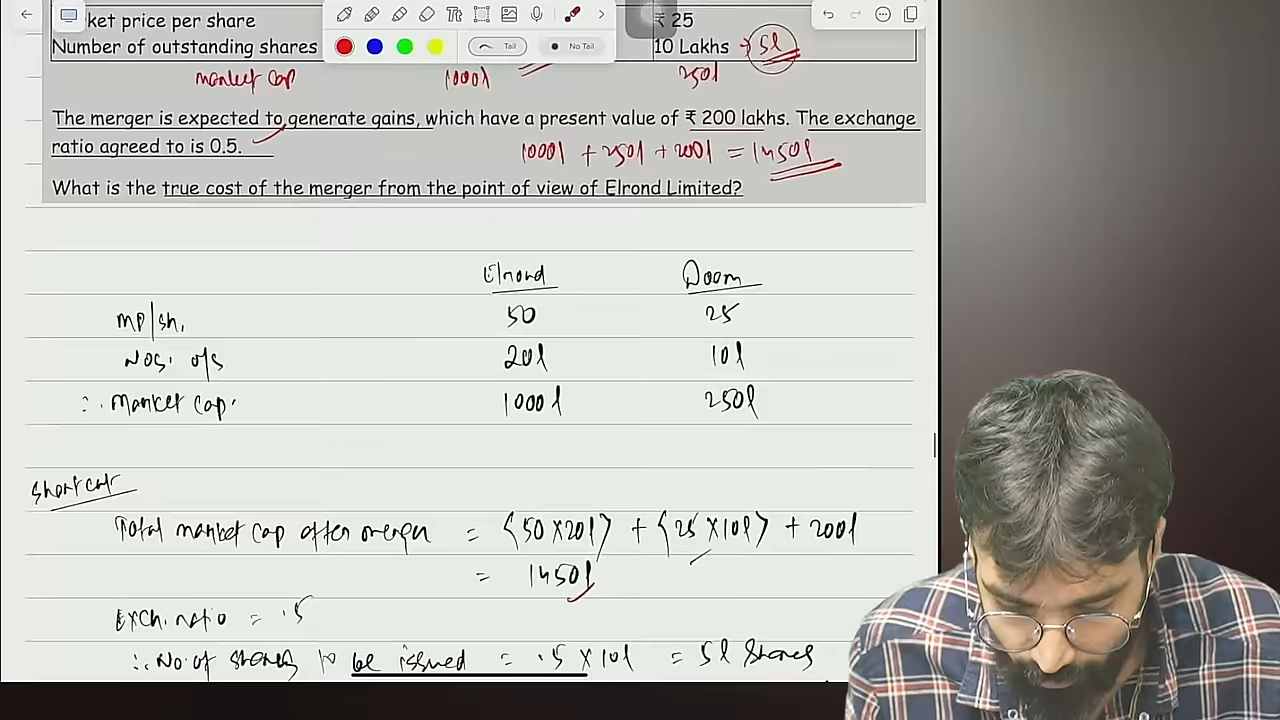 ket price per share ₹ 25
Number of outstanding shares 10 Lakhs → 5l
market cap 1000l 250l
Tt
Tail No Tail
The merger is expected to generate gains, which have a present value of ₹ 200 lakhs. The exchange
ratio agreed to is 0.5.
1000l + 250l + 200l = 1450l
What is the true cost of the merger from the point of view of Elrond Limited?
Elrond Doom
MP/sh. 50 25
Nos. o/s 20l 10l
∴ Market cap. 1000l 250l
Shortcut
Total market cap after merger = {50 × 20l} + {25 × 10l} + 200l
= 1450l
Exch. ratio = .5
∴ No. of shares to be issued = .5 × 10l = 5l shares